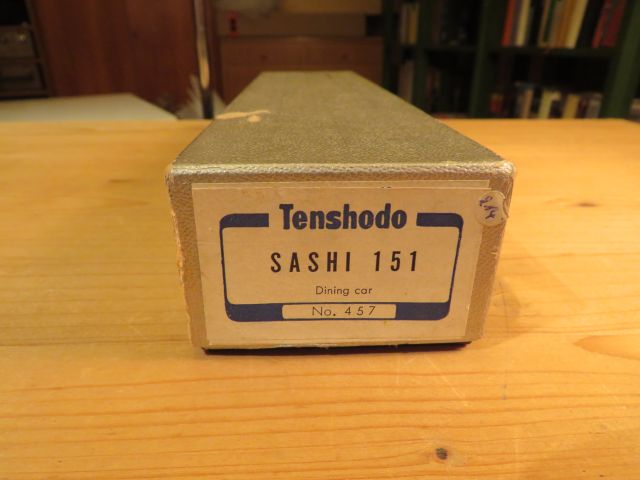 Tenshodo
SASHI 151
Dining car
No. 457